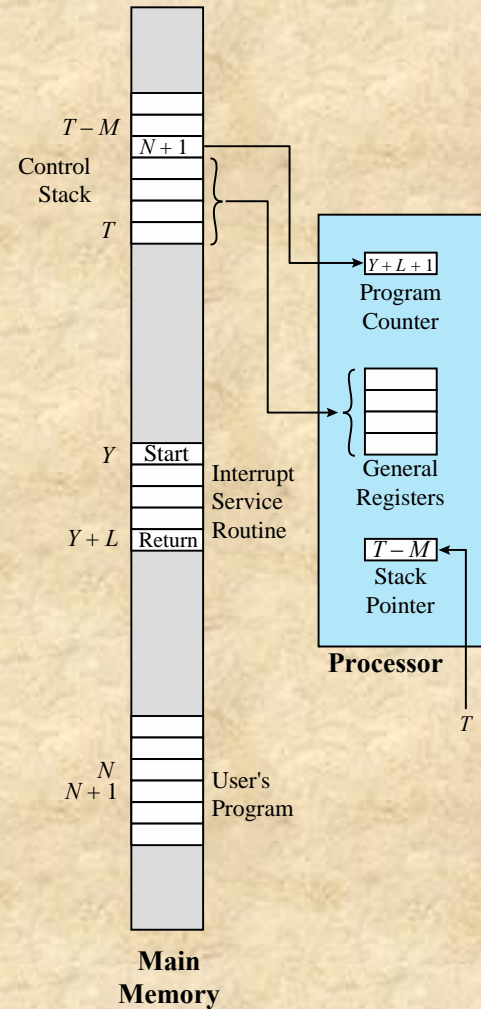 T – M
N + 1
Control
Stack
T
Y + L + 1
Program
Counter
Y
Start
Interrupt
Service
Routine
General
Registers
Y + L
Return
T – M
Stack
Pointer
Processor
T
N
N + 1
User's
Program
Main
Memory